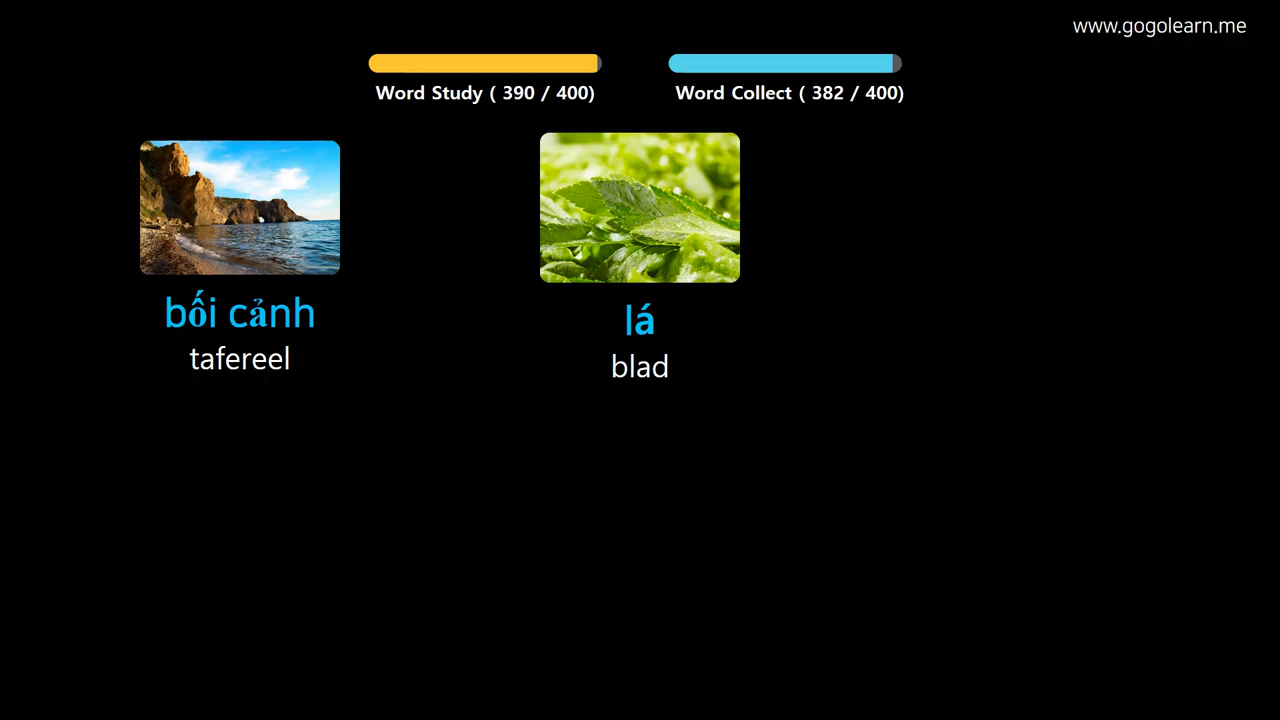 www.gogolearn.me
Word Study ( 390 / 400)
Word Collect ( 382 / 400)
bối cảnh
tafereel
lá
blad